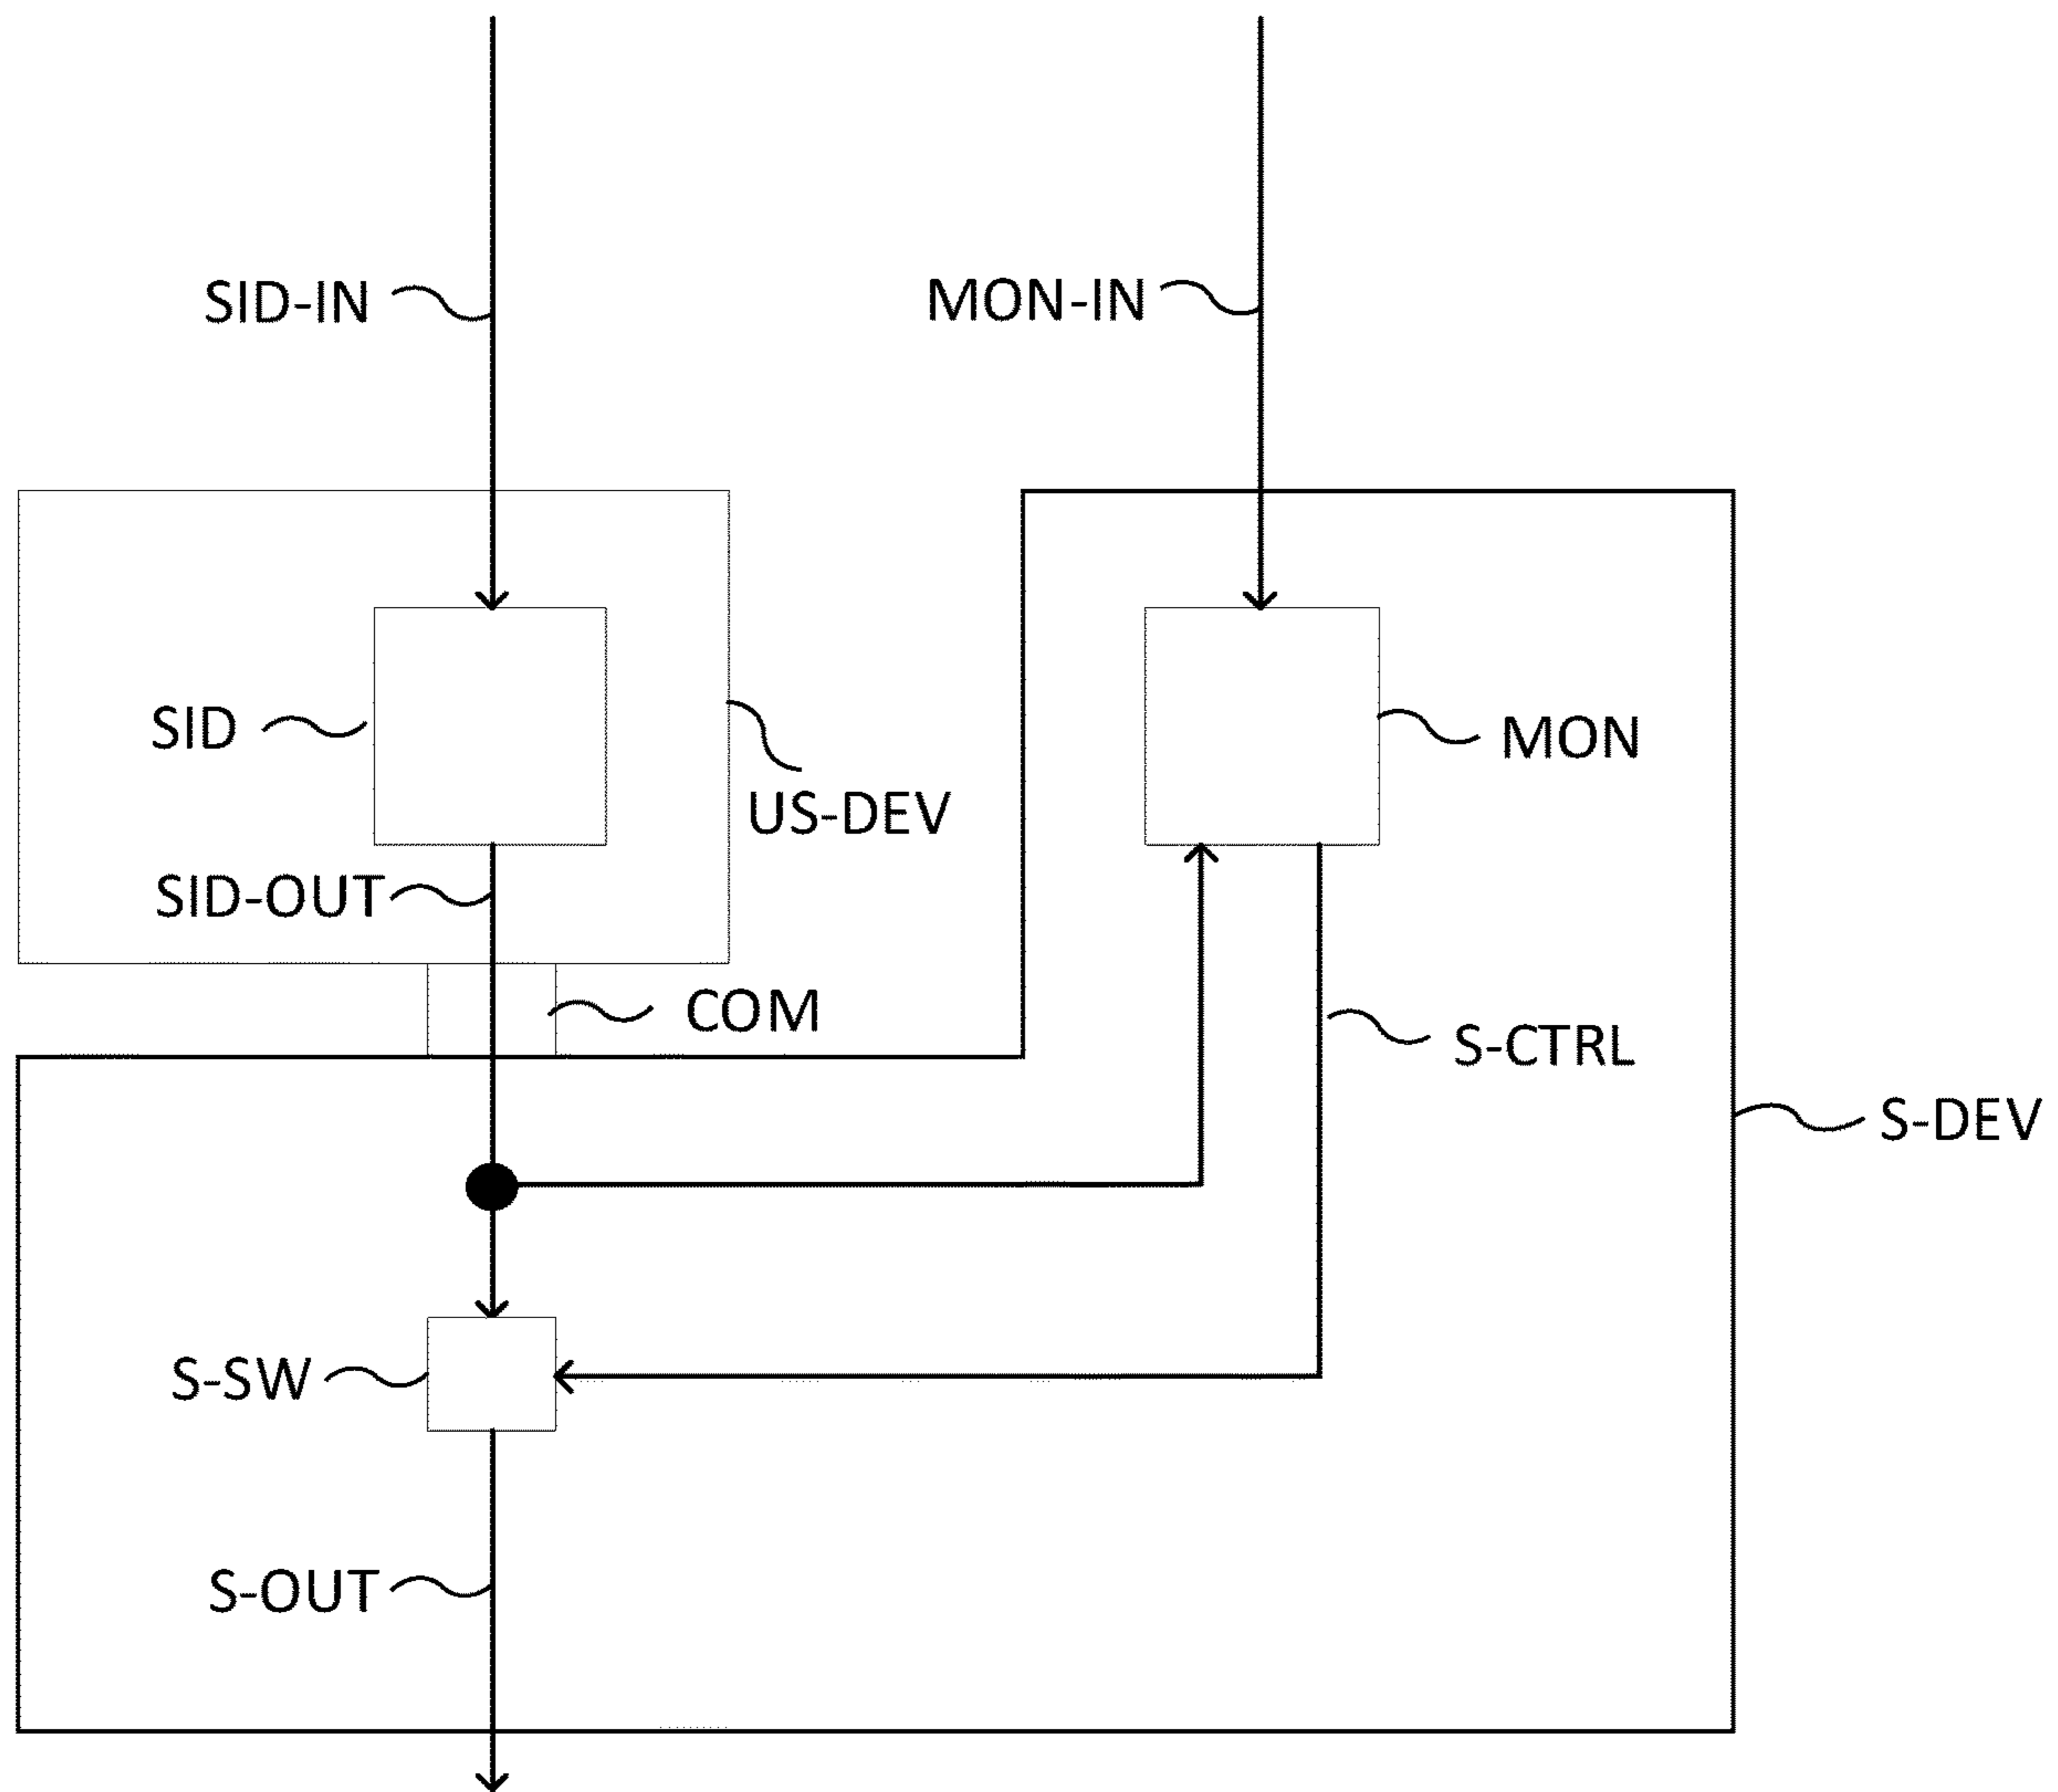 SID-IN
MON-IN
SID
MON
US-DEV
SID-OUT
COM
S-CTRL
S-DEV
S-SW
S-OUT